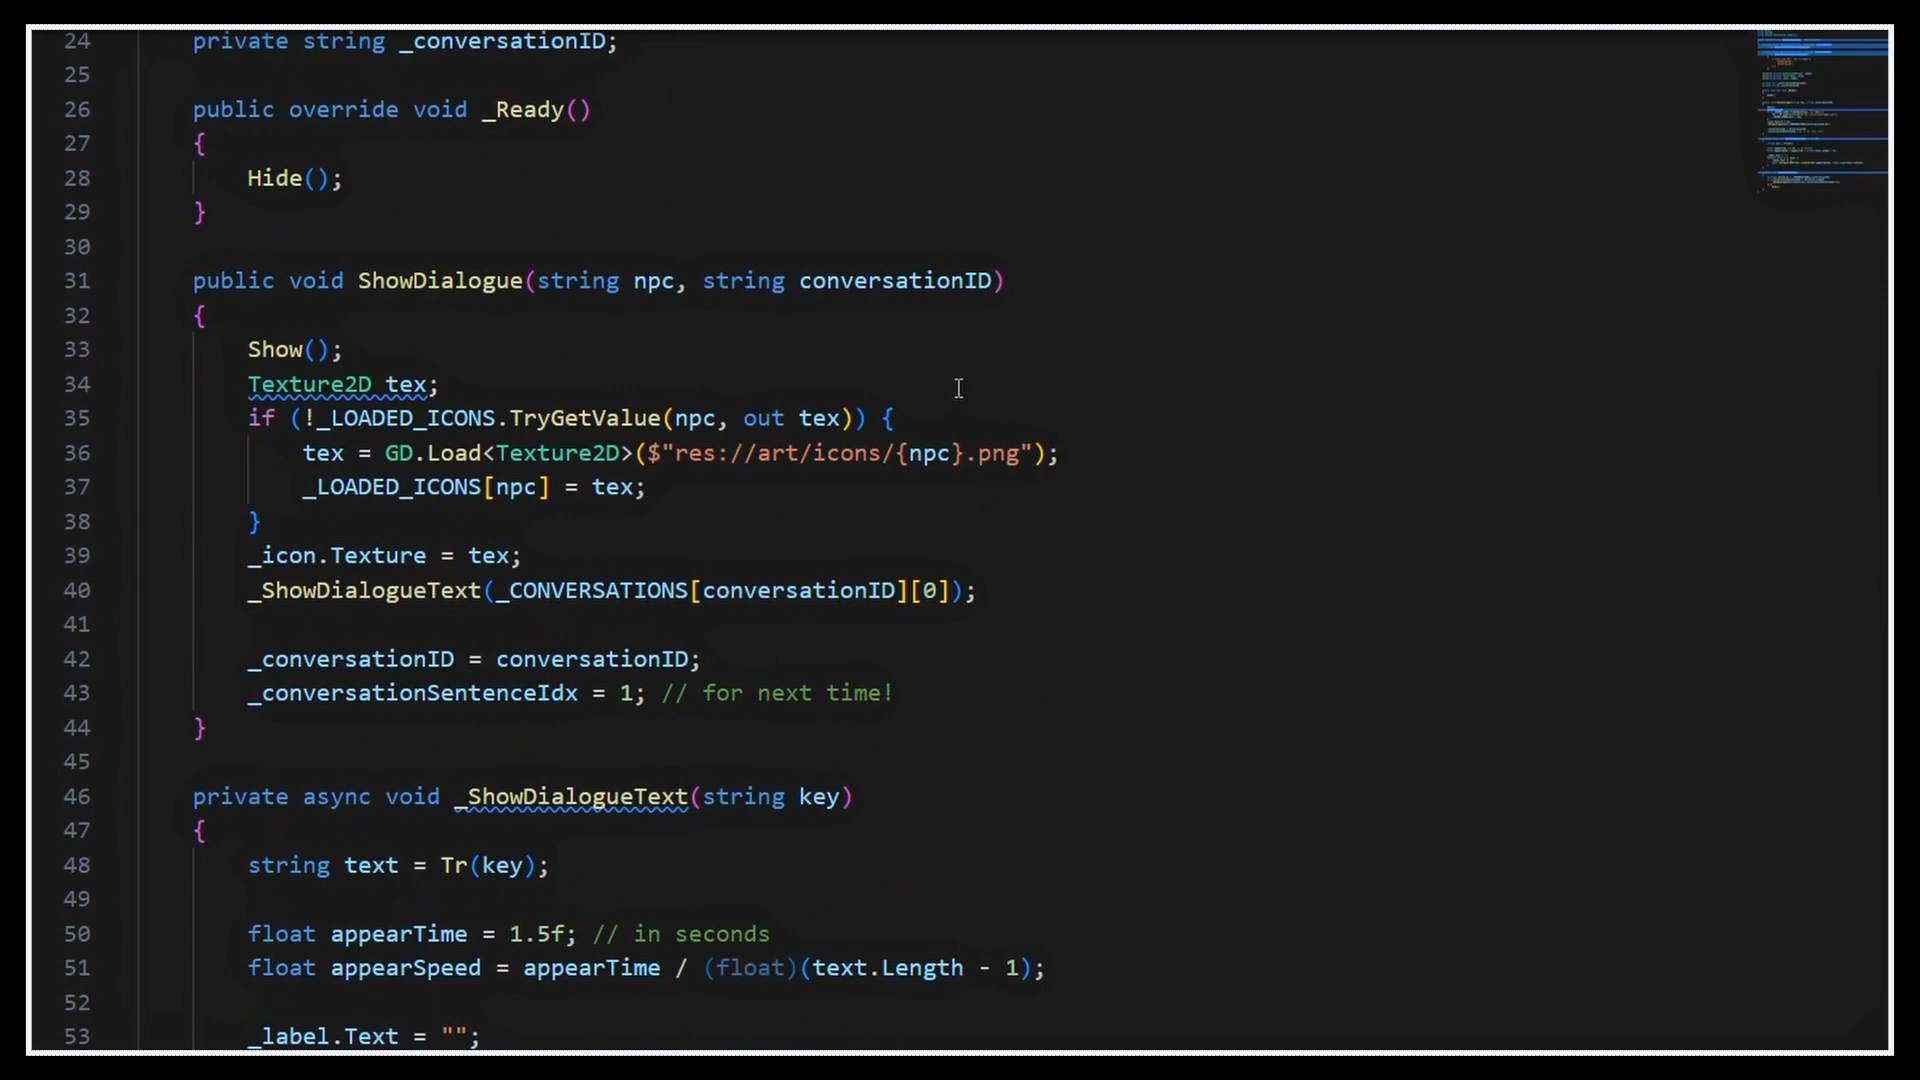 24 private string _conversationID;
25
26 public override void _Ready()
27 {
28 Hide();
29 }
30
31 public void ShowDialogue(string npc, string conversationID)
32 {
33 Show();
34 Texture2D tex;
35 if (!_LOADED_ICONS.TryGetValue(npc, out tex)) {
36 tex = GD.Load<Texture2D>($"res://art/icons/{npc}.png");
37 _LOADED_ICONS[npc] = tex;
38 }
39 _icon.Texture = tex;
40 _ShowDialogueText(_CONVERSATIONS[conversationID][0]);
41
42 _conversationID = conversationID;
43 _conversationSentenceIdx = 1; // for next time!
44 }
45
46 private async void _ShowDialogueText(string key)
47 {
48 string text = Tr(key);
49
50 float appearTime = 1.5f; // in seconds
51 float appearSpeed = appearTime / (float)(text.Length - 1);
52
53 _label.Text = "";